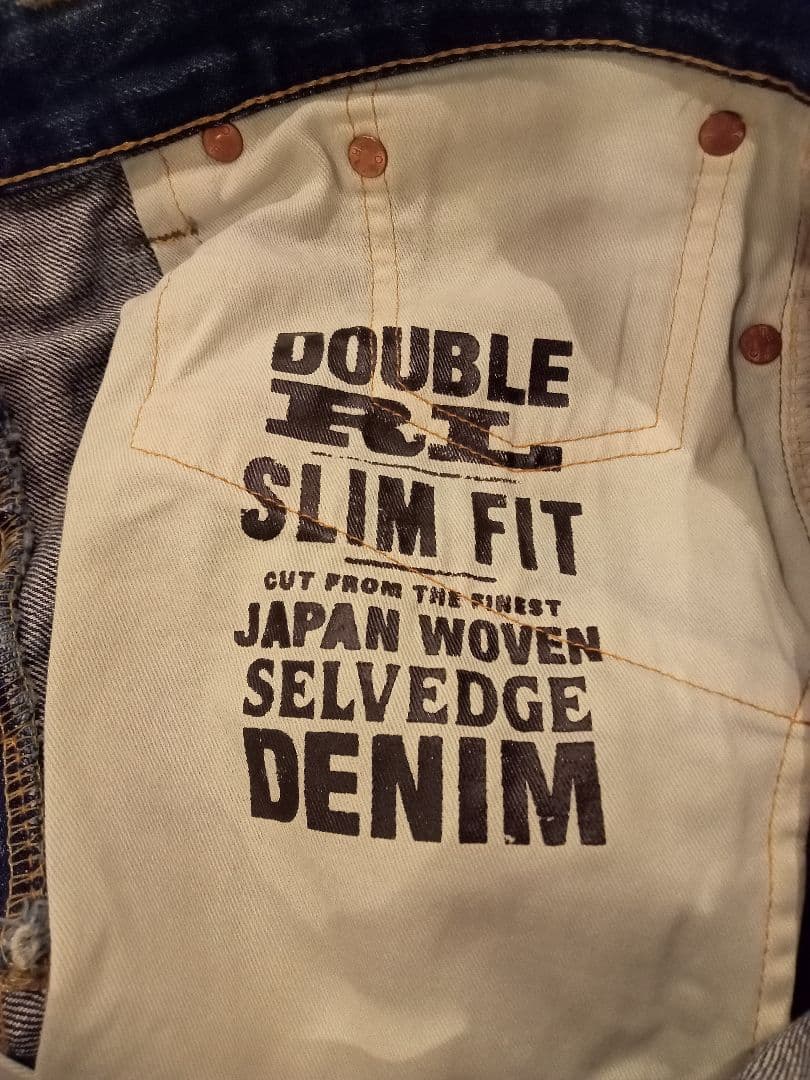 DOUBLE
RL
SLIM FIT
CUT FROM THE FINEST
JAPAN WOVEN
SELVEDGE
DENIM